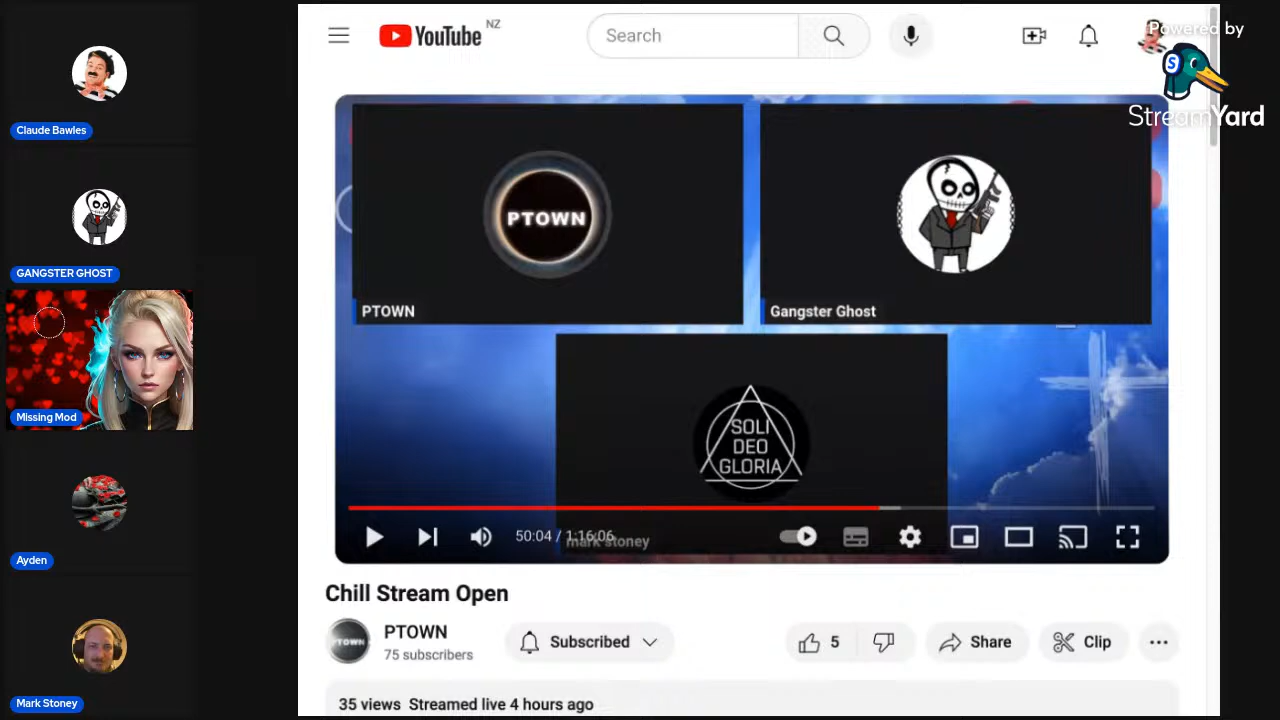 Claude Bawles
GANGSTER GHOST
Missing Mod
Ayden
Mark Stoney
YouTube NZ
Search
Powered by
S
StreamYard
PTOWN
PTOWN
Gangster Ghost
SOLI
DEO
GLORIA
50:04 / 1:16:06
mark stoney
Chill Stream Open
PTOWN
PTOWN
75 subscribers
Subscribed
5
Share
Clip
35 views Streamed live 4 hours ago